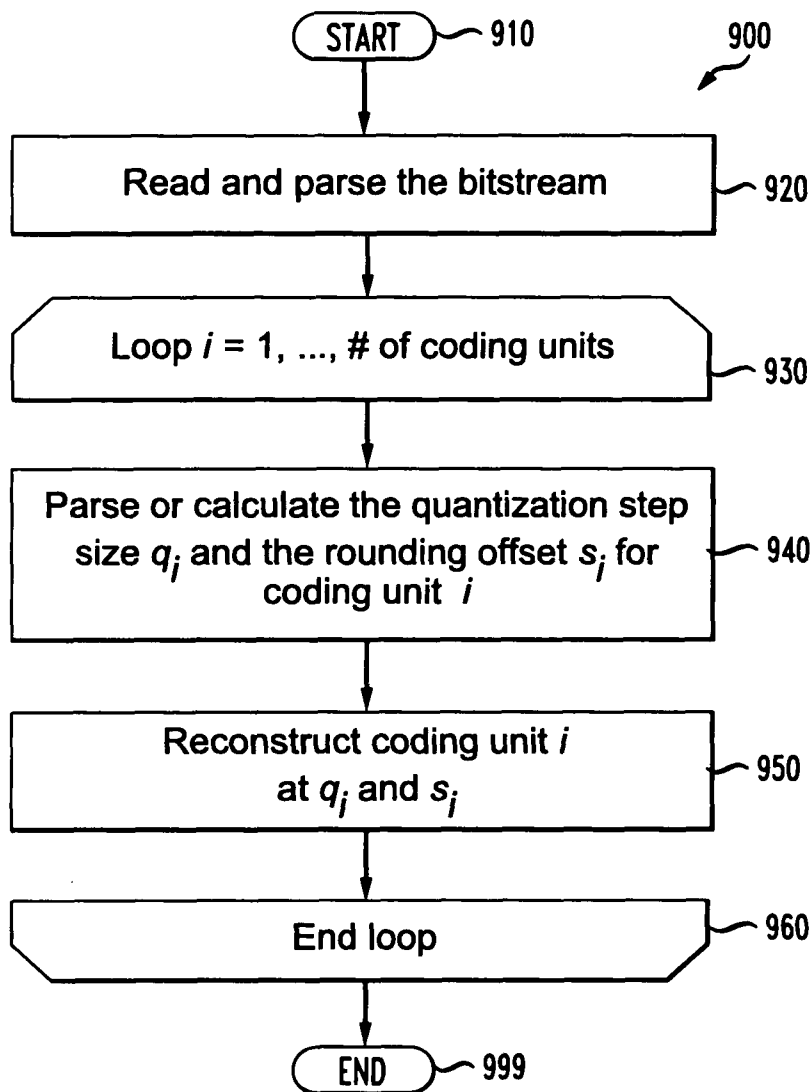 START 910
900
Read and parse the bitstream 920
Loop i = 1, ..., # of coding units 930
Parse or calculate the quantization step
size qi and the rounding offset si for
coding unit i
940
Reconstruct coding unit i
at qi and si
950
End loop 960
END 999